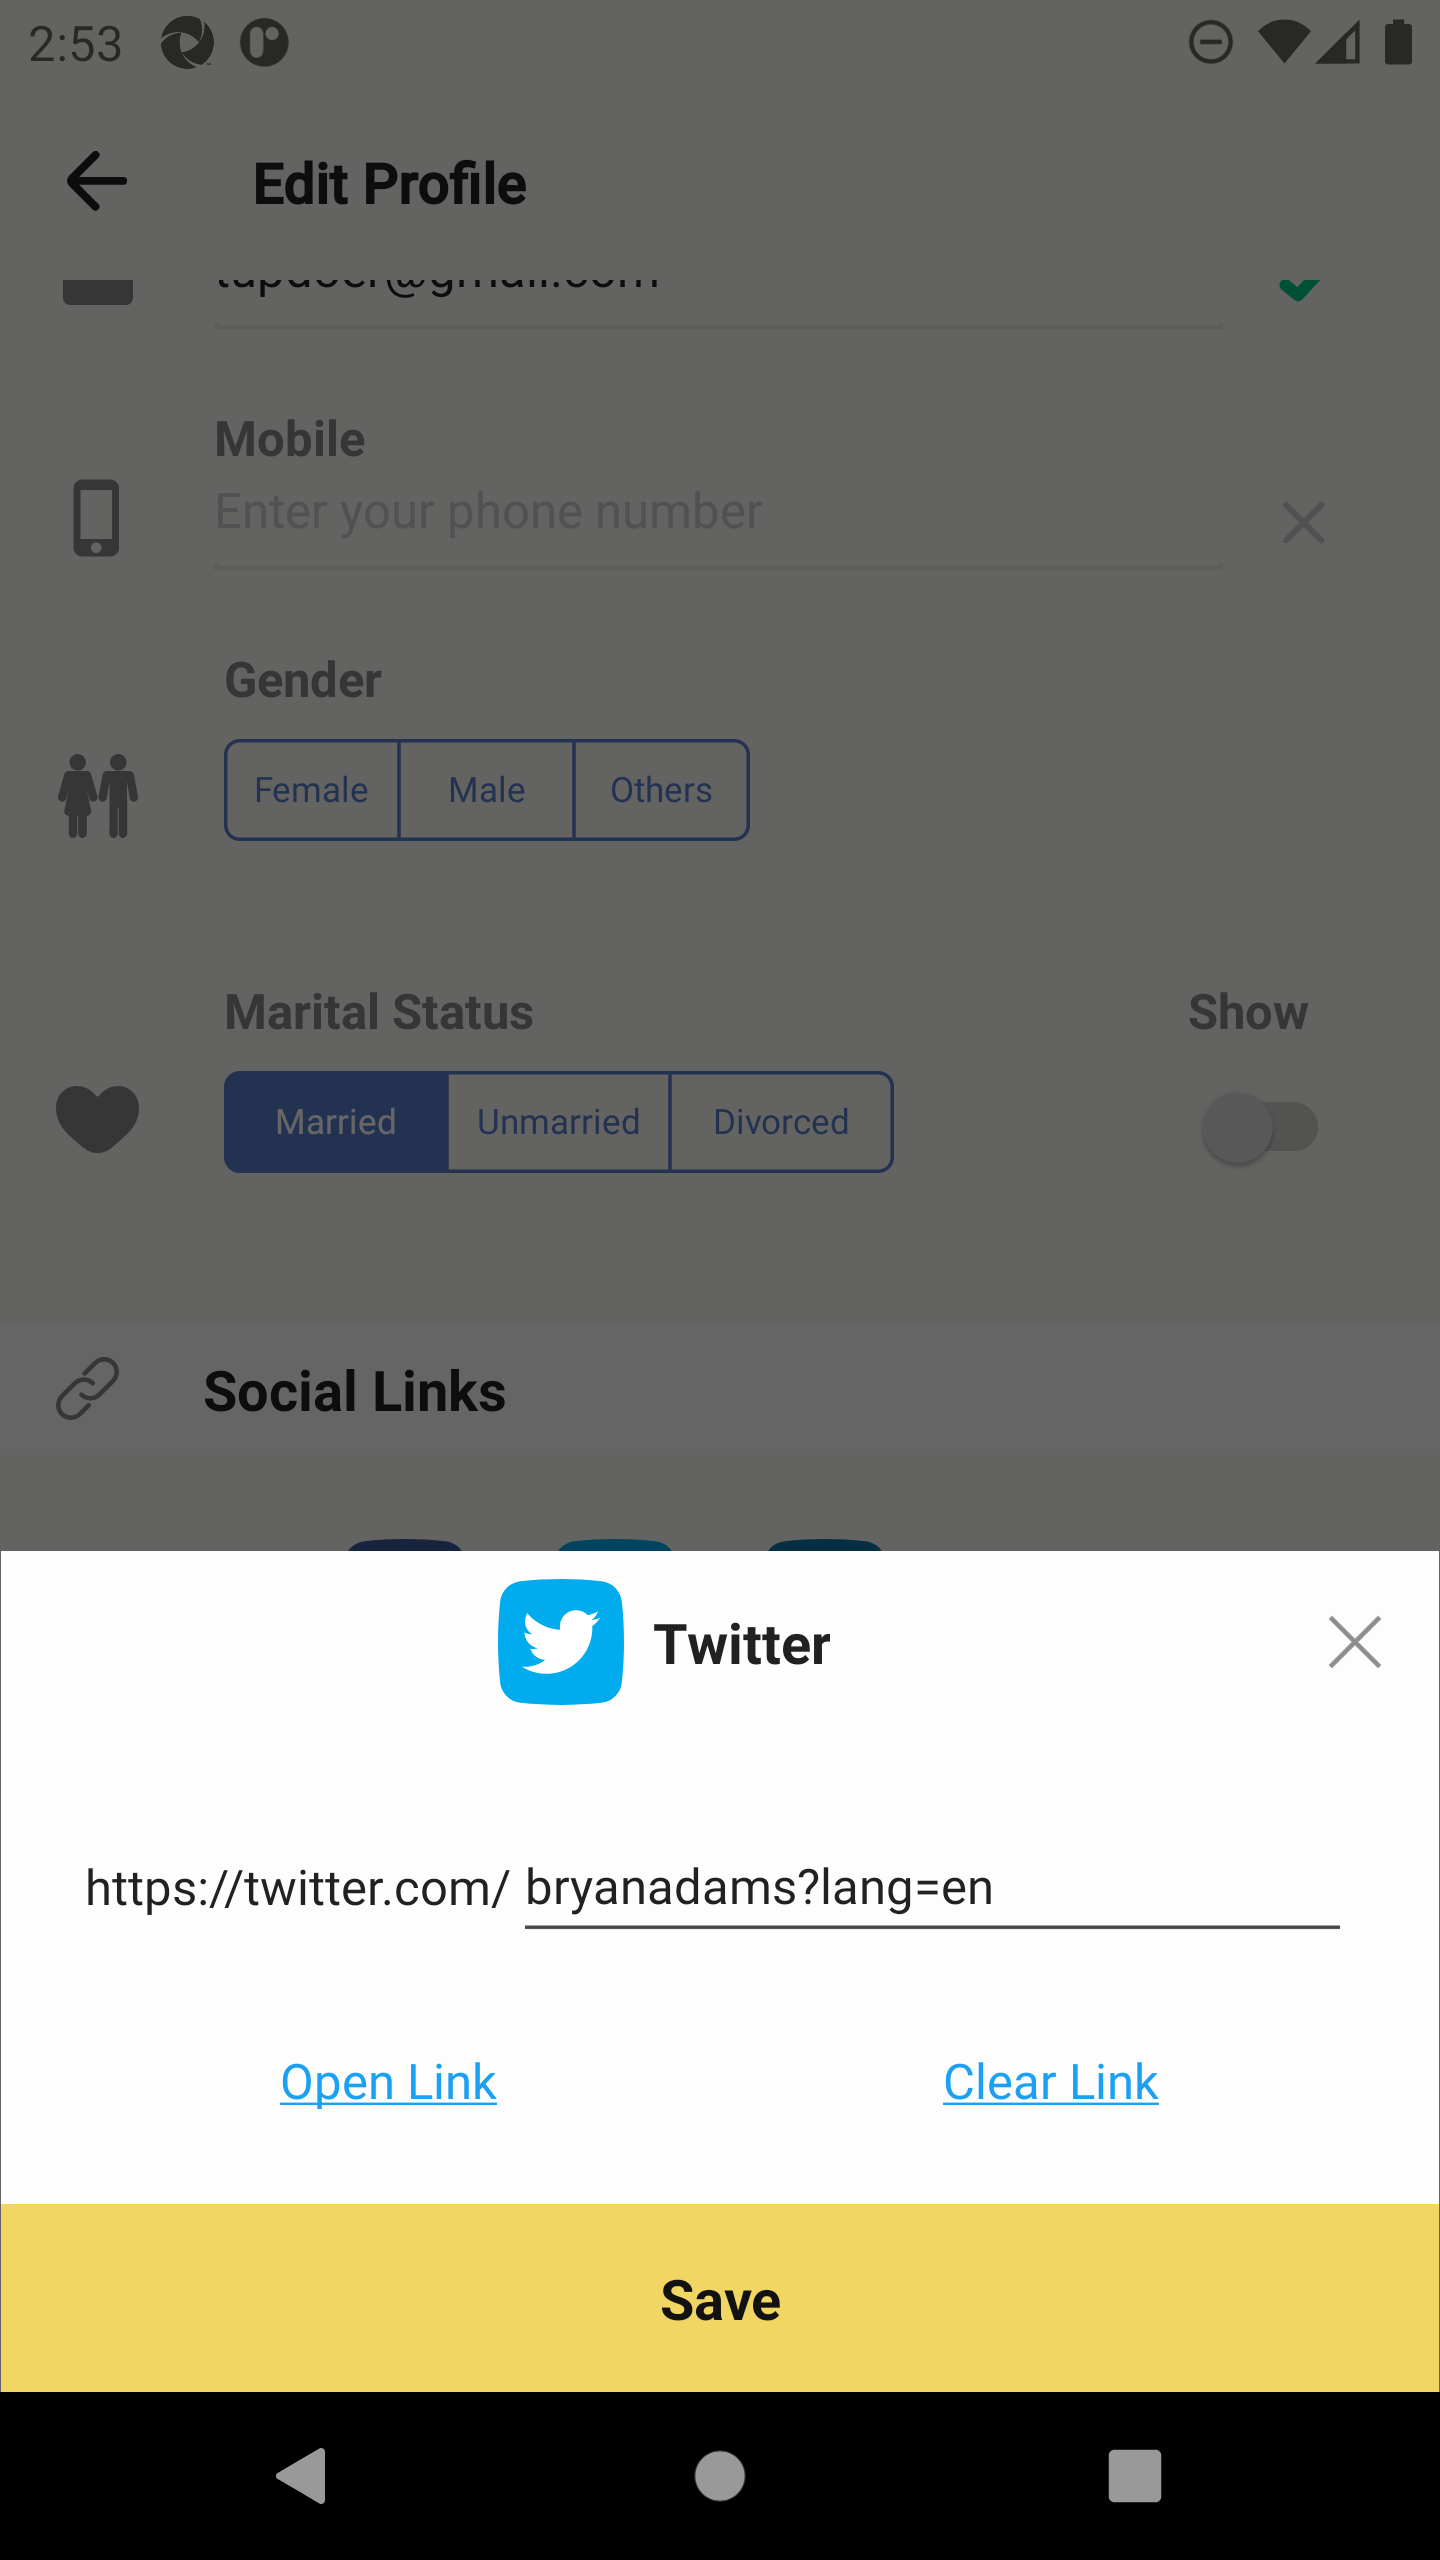 2:53
Edit Profile
tapdoer@gmail.com
Mobile
Enter your phone number
Gender
Female Male Others
Marital Status Show
Married Unmarried Divorced
Social Links
Twitter
https://twitter.com/ bryanadams?lang=en
Open Link Clear Link
Save